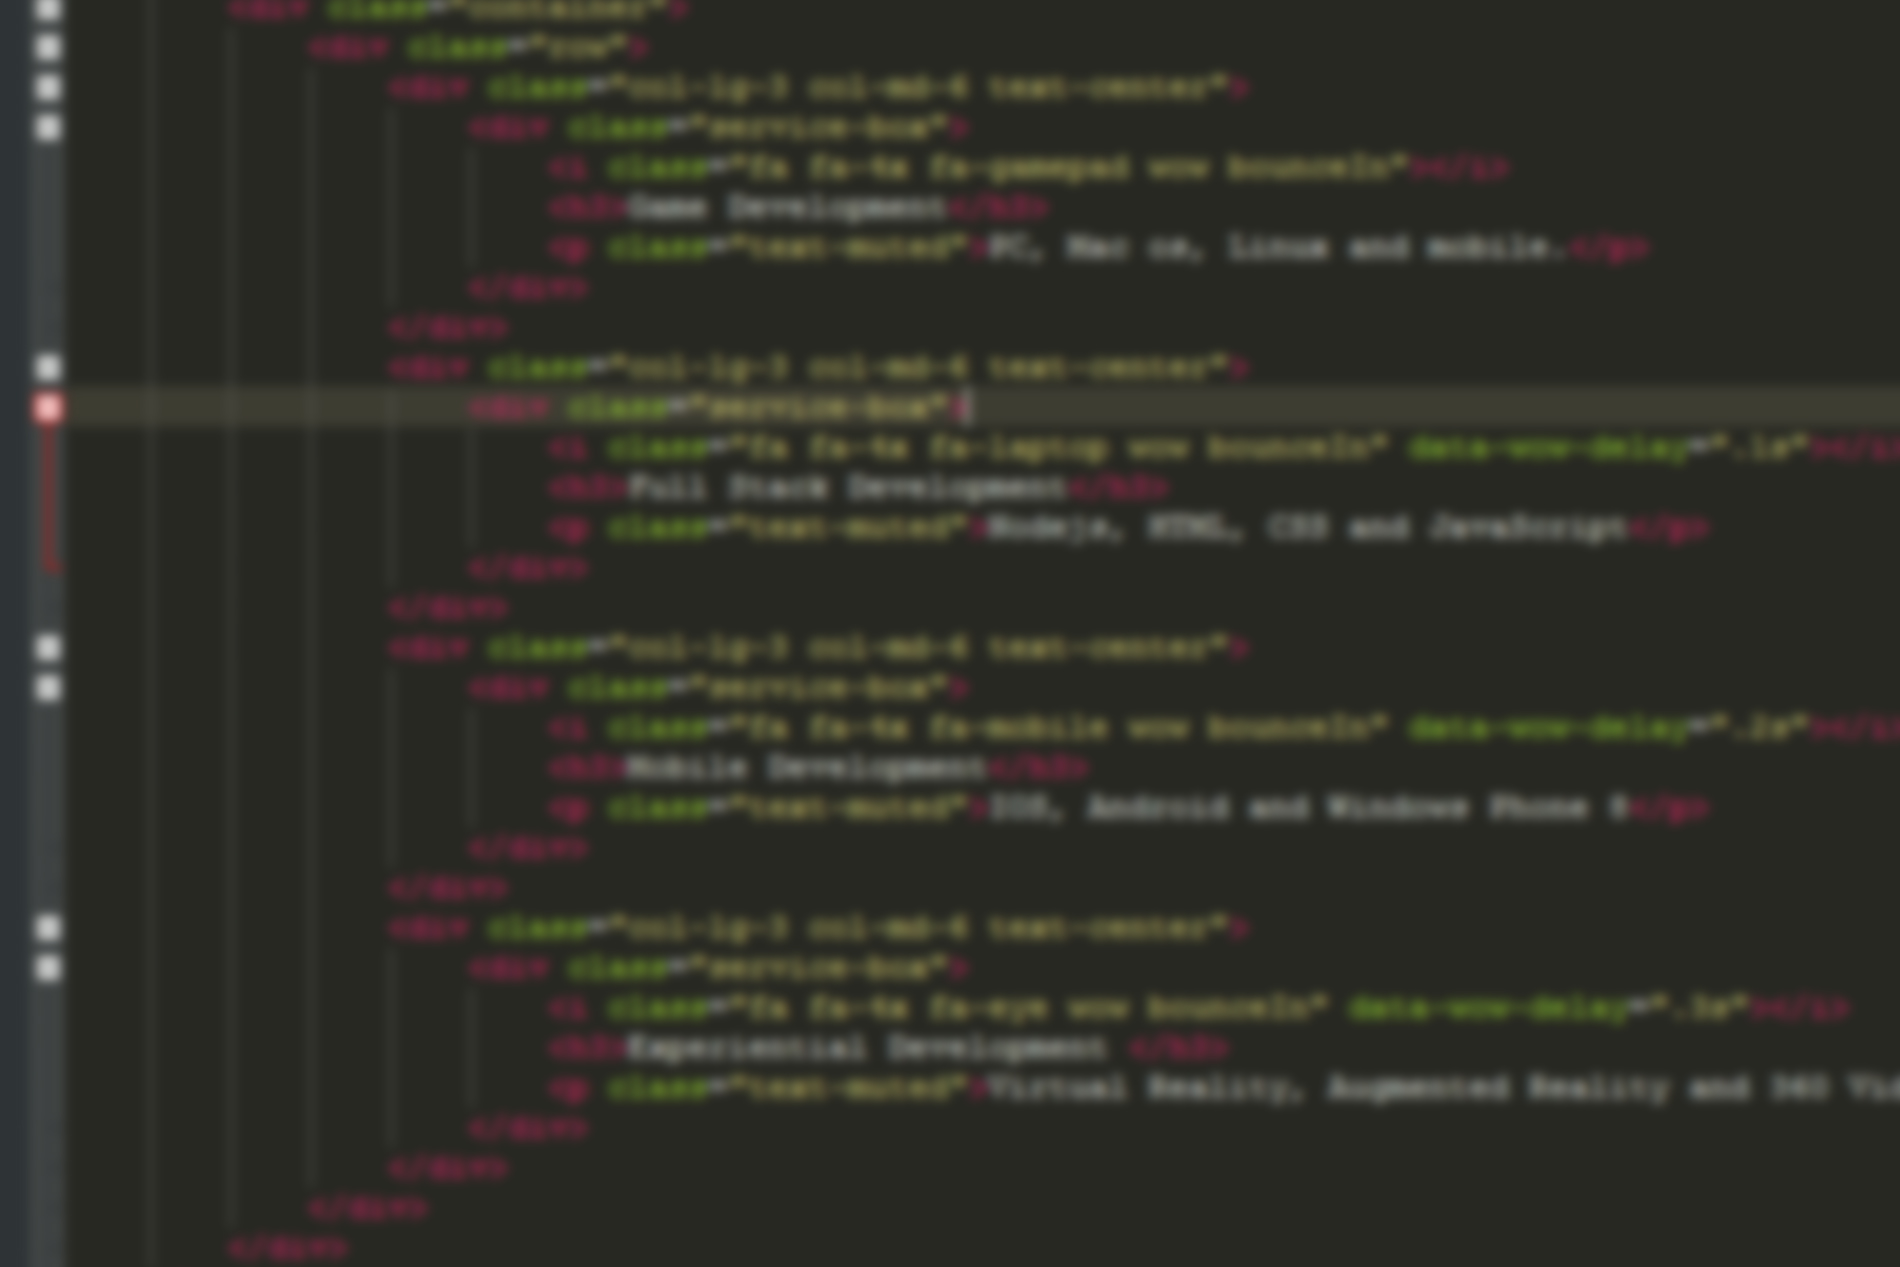 <div class="container">
<div class="row">
<div class="col-lg-3 col-md-6 text-center">
<div class="service-box">
<i class="fa fa-4x fa-gamepad wow bounceIn"></i>
<h3>Game Development</h3>
<p class="text-muted">PC, Mac os, Linux and mobile.</p>
</div>
</div>
<div class="col-lg-3 col-md-6 text-center">
<div class="service-box">
<i class="fa fa-4x fa-laptop wow bounceIn" data-wow-delay=".1s"></i
<h3>Full Stack Development</h3>
<p class="text-muted">Nodejs, HTML, CSS and JavaScript</p>
</div>
</div>
<div class="col-lg-3 col-md-6 text-center">
<div class="service-box">
<i class="fa fa-4x fa-mobile wow bounceIn" data-wow-delay=".2s"></i
<h3>Mobile Development</h3>
<p class="text-muted">IOS, Android and Windows Phone 8</p>
</div>
</div>
<div class="col-lg-3 col-md-6 text-center">
<div class="service-box">
<i class="fa fa-4x fa-eye wow bounceIn" data-wow-delay=".3s"></i>
<h3>Experiential Development </h3>
<p class="text-muted">Virtual Reality, Augmented Reality and 360 Vid
</div>
</div>
</div>
</div>